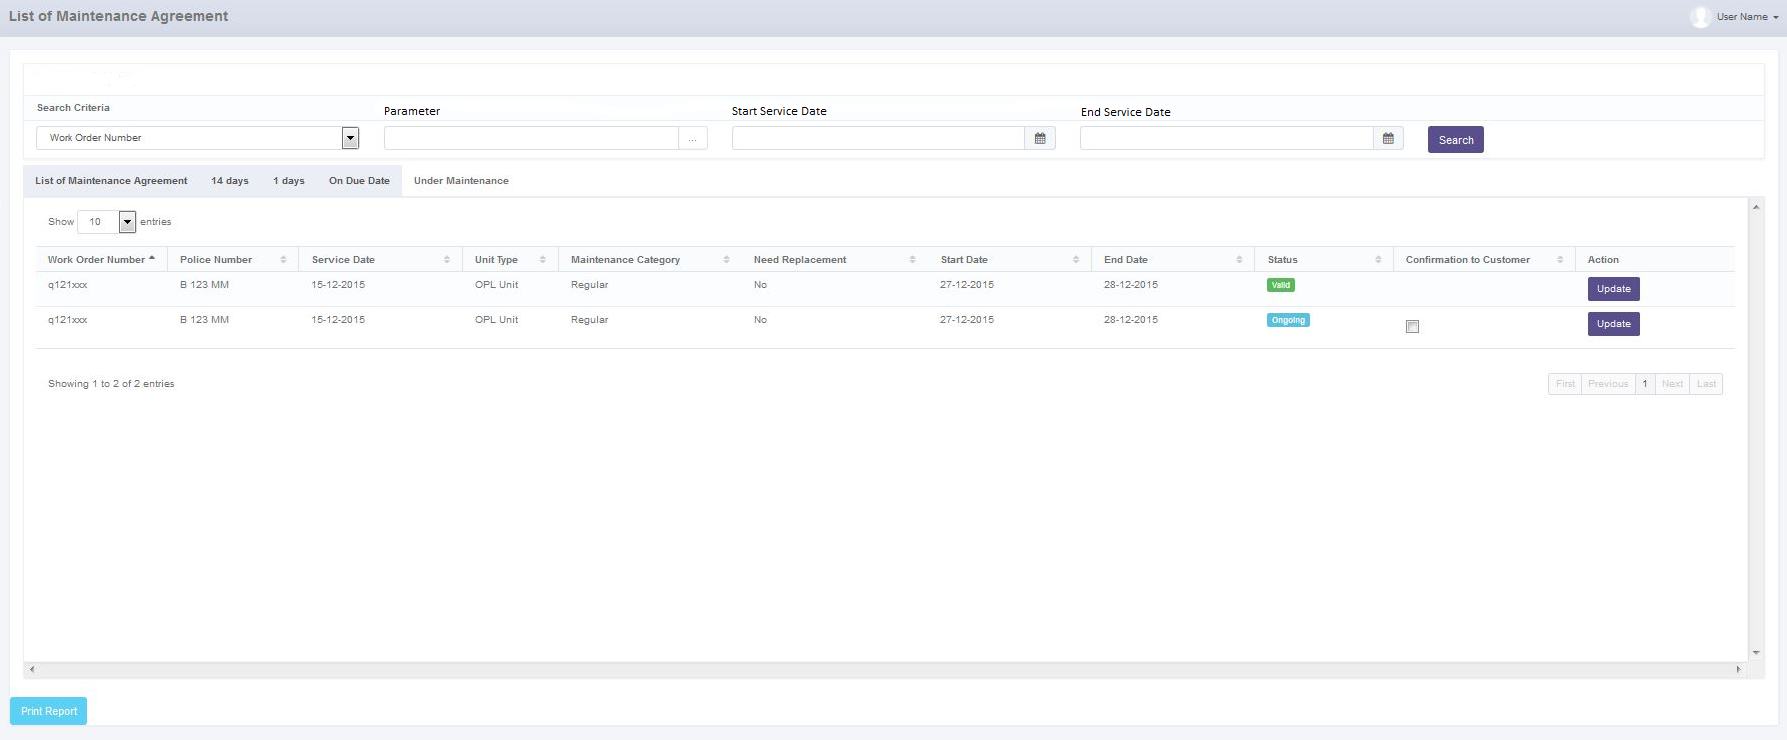 List of Maintenance Agreement
User Name
Search Criteria Parameter Start Service Date End Service Date
Work Order Number ... Search
List of Maintenance Agreement 14 days 1 days On Due Date Under Maintenance
Show 10 entries
Work Order Number Police Number Service Date Unit Type Maintenance Category Need Replacement Start Date End Date Status Confirmation to Customer Action
q121xxx B 123 MM 15-12-2015 OPL Unit Regular No 27-12-2015 28-12-2015 Valid Update
q121xxx B 123 MM 15-12-2015 OPL Unit Regular No 27-12-2015 28-12-2015 Ongoing Update
Showing 1 to 2 of 2 entries First Previous 1 Next Last
Print Report